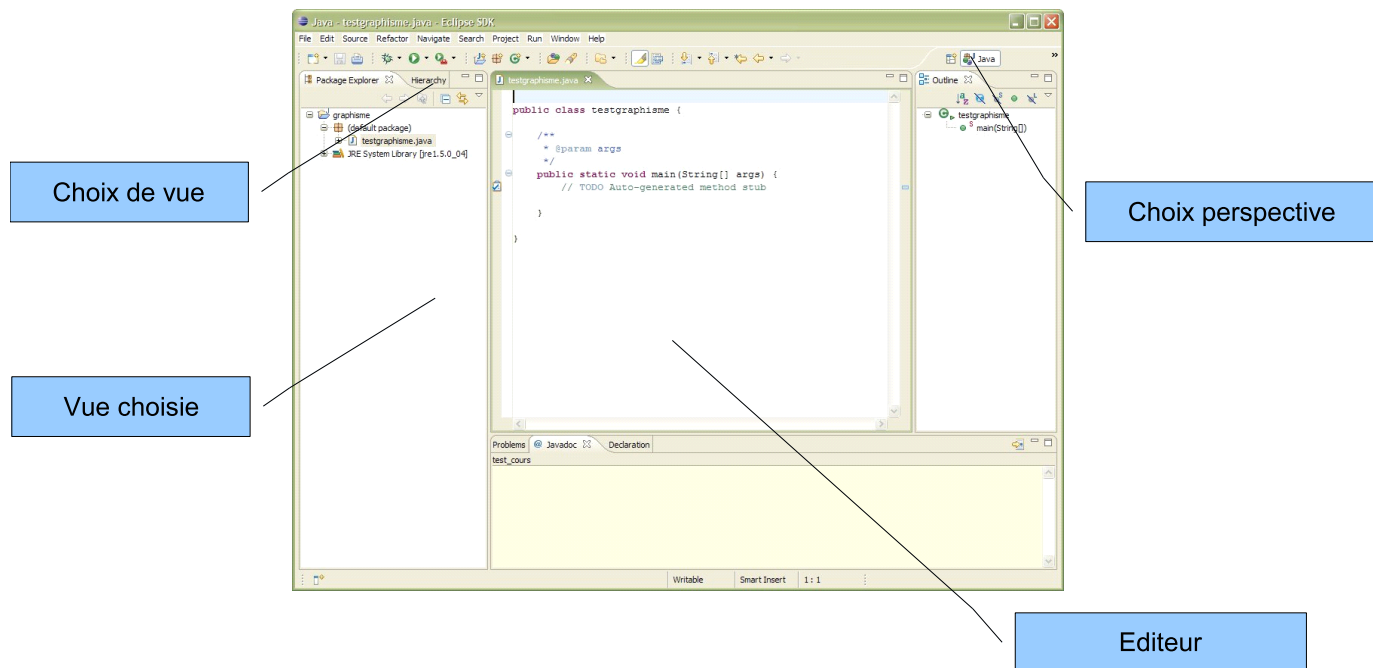 Java - testgraphisme.java - Eclipse SDK
File Edit Source Refactor Navigate Search Project Run Window Help
Java
»
Package Explorer Hierarchy
testgraphisme.java
Outline
graphisme
(default package)
testgraphisme.java
JRE System Library [jre1.5.0_04]
public class testgraphisme {
/**
* @param args
*/
public static void main(String[] args) {
// TODO Auto-generated method stub
}
}
testgraphisme
main(String[])
Choix de vue
Choix perspective
Vue choisie
Problems @ Javadoc Declaration
test_cours
Writable Smart Insert 1 : 1
Editeur